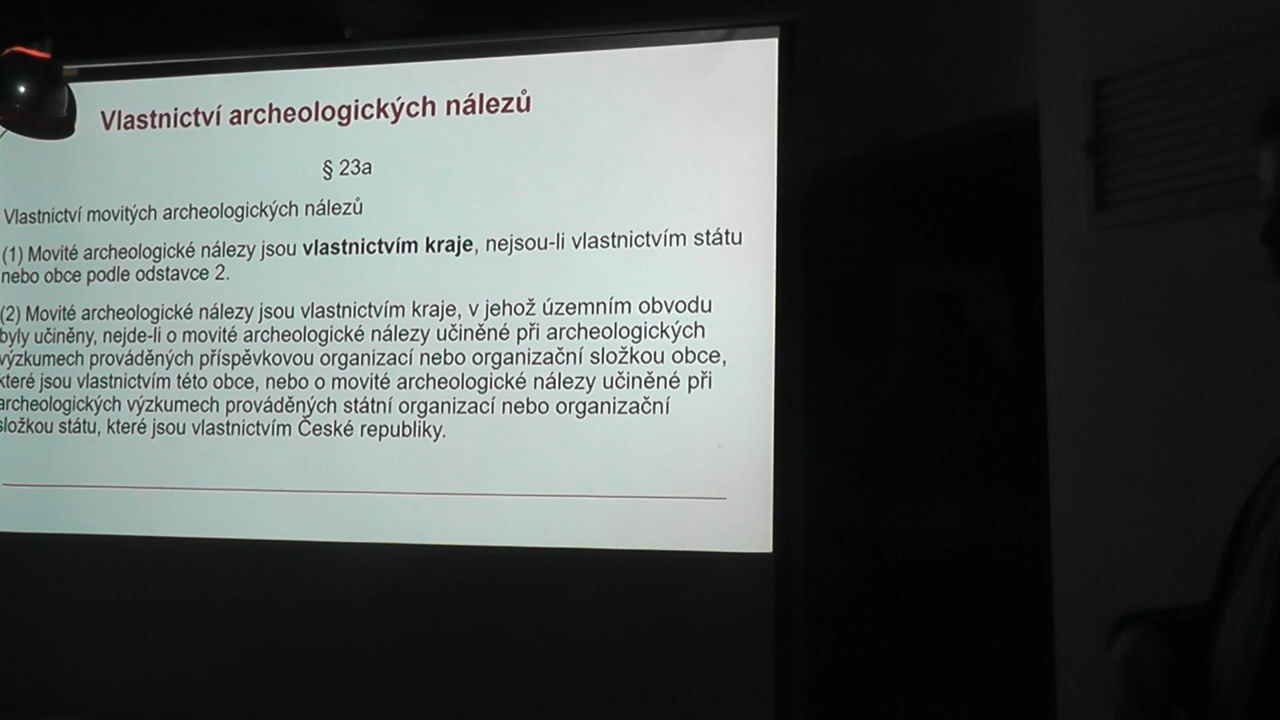 Vlastnictví archeologických nálezů
§ 23a
Vlastnictví movitých archeologických nálezů
(1) Movité archeologické nálezy jsou vlastnictvím kraje, nejsou-li vlastnictvím státu
nebo obce podle odstavce 2.
(2) Movité archeologické nálezy jsou vlastnictvím kraje, v jehož územním obvodu
byly učiněny, nejde-li o movité archeologické nálezy učiněné při archeologických
výzkumech prováděných příspěvkovou organizací nebo organizační složkou obce,
které jsou vlastnictvím této obce, nebo o movité archeologické nálezy učiněné při
archeologických výzkumech prováděných státní organizací nebo organizační
složkou státu, které jsou vlastnictvím České republiky.